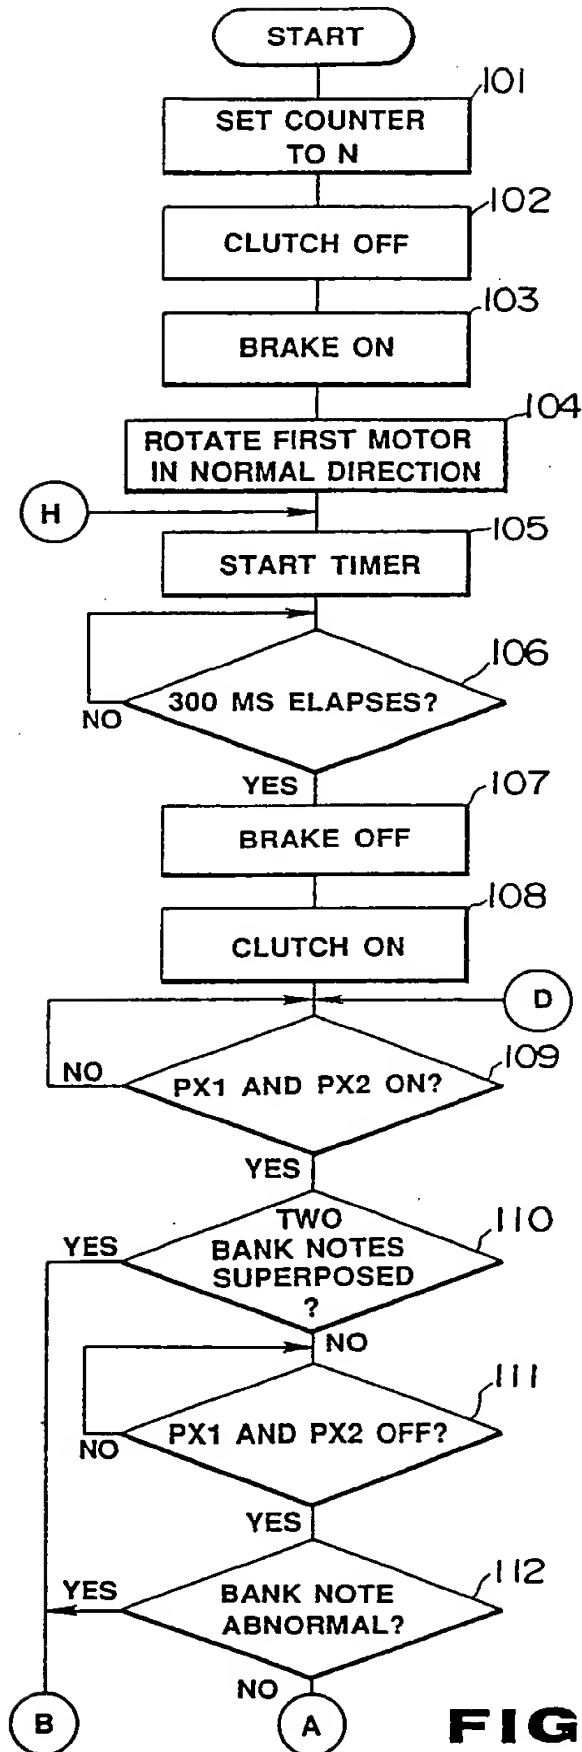 START
101
SET COUNTER
TO N
102
CLUTCH OFF
103
BRAKE ON
104
ROTATE FIRST MOTOR
IN NORMAL DIRECTION
H
105
START TIMER
106
300 MS ELAPSES?
NO
YES
107
BRAKE OFF
108
CLUTCH ON
D
109
PX1 AND PX2 ON?
NO
YES
110
TWO
BANK NOTES
SUPERPOSED
?
YES
NO
111
PX1 AND PX2 OFF?
NO
YES
112
BANK NOTE
ABNORMAL?
YES
NO
B
A
FIG